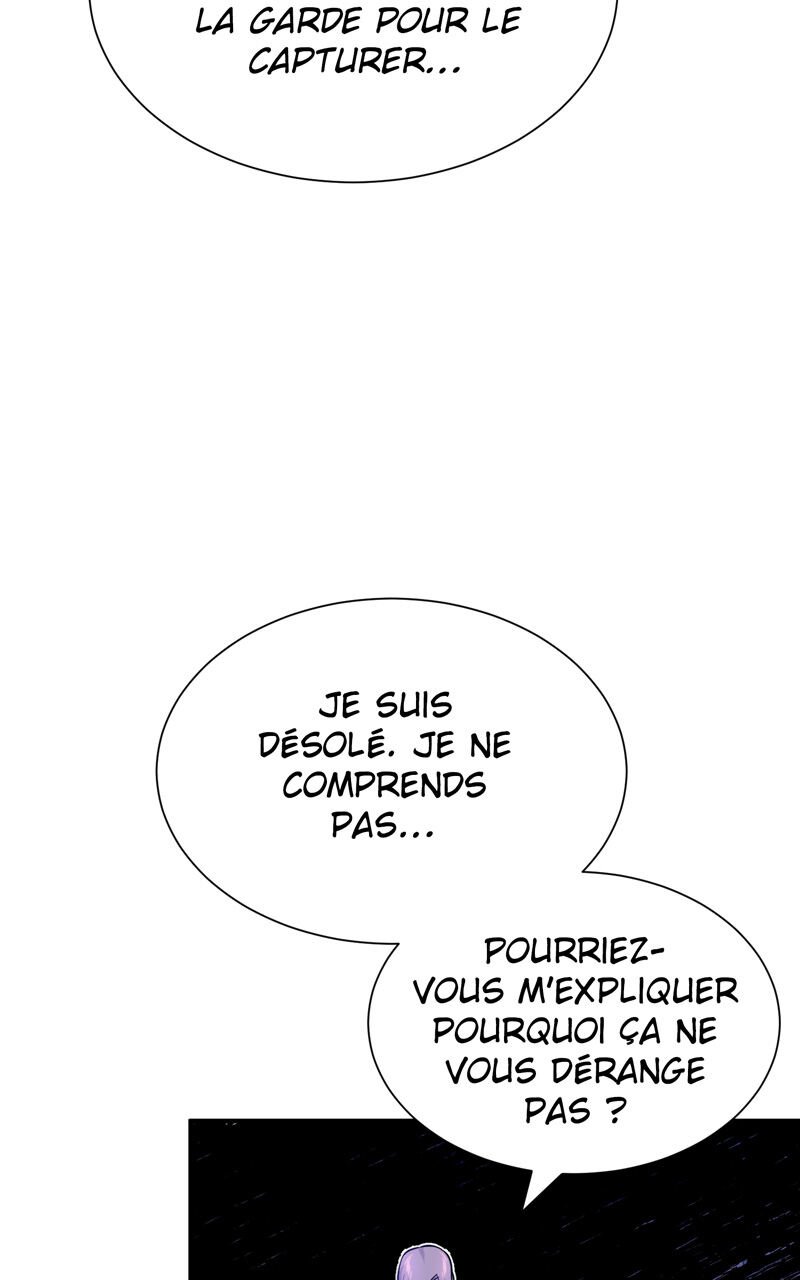 LA GARDE POUR LE
CAPTURER...
JE SUIS
DÉSOLÉ. JE NE
COMPRENDS
PAS...
POURRIEZ-
VOUS M'EXPLIQUER
POURQUOI ÇA NE
VOUS DÉRANGE
PAS ?